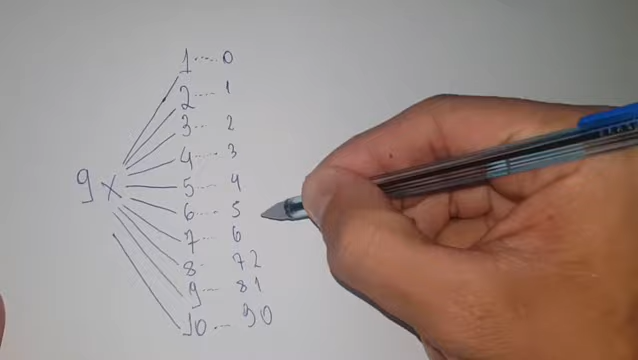 1 ---- 0
2 ---- 1
3 --- 2
4 ---- 3
9 x 5 ---- 4
6 ---- 5
7 --- 6
8 -- 72
9 --- 81
10 -- 90